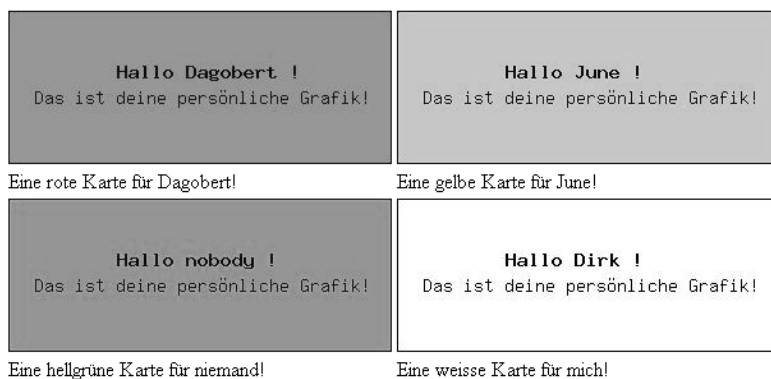 Hallo Dagobert !
Das ist deine persönliche Grafik!
Eine rote Karte für Dagobert!
Hallo June !
Das ist deine persönliche Grafik!
Eine gelbe Karte für June!
Hallo nobody !
Das ist deine persönliche Grafik!
Eine hellgrüne Karte für niemand!
Hallo Dirk !
Das ist deine persönliche Grafik!
Eine weisse Karte für mich!